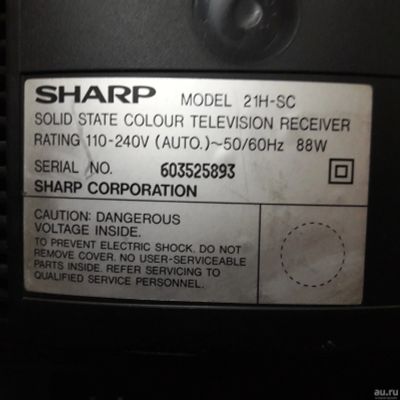 SHARP MODEL 21H-SC
SOLID STATE COLOUR TELEVISION RECEIVER
RATING 110-240V (AUTO.)~50/60Hz 88W
SERIAL NO. 603525893
SHARP CORPORATION
CAUTION: DANGEROUS
VOLTAGE INSIDE.
TO PREVENT ELECTRIC SHOCK. DO NOT
REMOVE COVER. NO USER-SERVICEABLE
PARTS INSIDE. REFER SERVICING TO
QUALIFIED SERVICE PERSONNEL.
au.ru